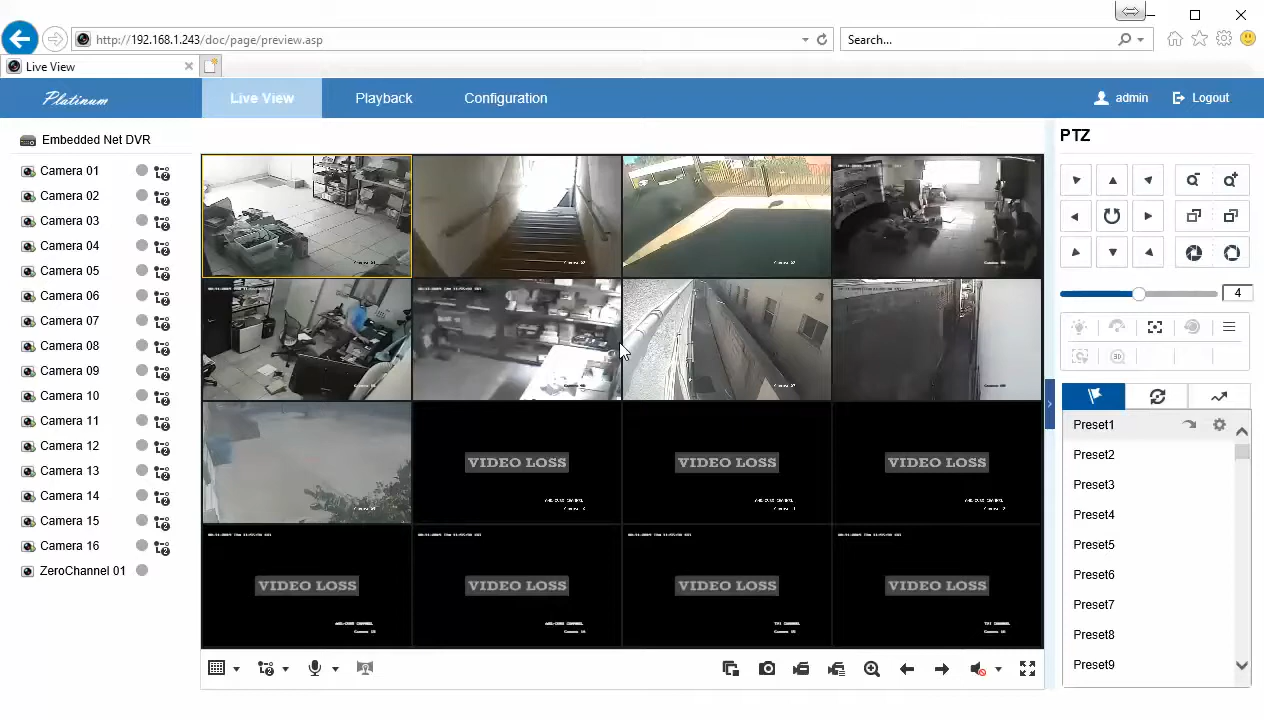 http://192.168.1.243/doc/page/preview.asp
Search...
Live View
Platinum
Live View
Playback
Configuration
admin
Logout
Embedded Net DVR
Camera 01
Camera 02
Camera 03
Camera 04
Camera 05
Camera 06
Camera 07
Camera 08
Camera 09
Camera 10
Camera 11
Camera 12
Camera 13
Camera 14
Camera 15
Camera 16
ZeroChannel 01
VIDEO LOSS
VIDEO LOSS
VIDEO LOSS
VIDEO LOSS
VIDEO LOSS
VIDEO LOSS
VIDEO LOSS
PTZ
4
3D
Preset1
Preset2
Preset3
Preset4
Preset5
Preset6
Preset7
Preset8
Preset9